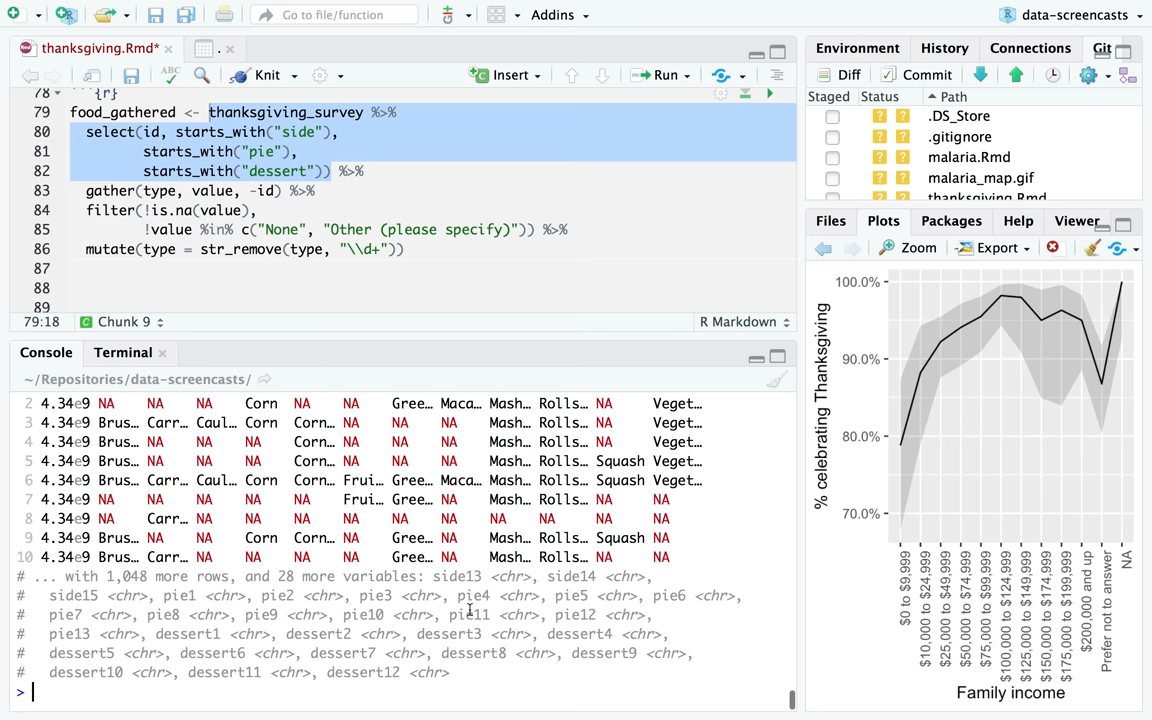 Go to file/function
Addins
data-screencasts
thanksgiving.Rmd*
.
ABC
Knit
Insert
Run
78 ```{r}
79 food_gathered <- thanksgiving_survey %>%
80 select(id, starts_with("side"),
81 starts_with("pie"),
82 starts_with("dessert")) %>%
83 gather(type, value, -id) %>%
84 filter(!is.na(value),
85 !value %in% c("None", "Other (please specify)")) %>%
86 mutate(type = str_remove(type, "\\d+"))
87
88
89
79:18 Chunk 9 R Markdown
Console Terminal
~/Repositories/data-screencasts/
2 4.34e9 NA NA NA Corn NA NA Gree… Maca… Mash… Rolls… NA Veget…
3 4.34e9 Brus… Carr… Caul… Corn Corn… NA NA NA Mash… Rolls… NA Veget…
4 4.34e9 NA NA NA NA Corn… NA NA NA Mash… Rolls… NA Veget…
5 4.34e9 Brus… NA NA NA Corn… NA NA NA Mash… Rolls… Squash Veget…
6 4.34e9 Brus… Carr… Caul… Corn Corn… Frui… Gree… Maca… Mash… Rolls… Squash Veget…
7 4.34e9 NA NA NA NA NA Frui… Gree… NA Mash… Rolls… NA NA
8 4.34e9 NA Carr… NA NA NA NA NA NA NA NA NA NA
9 4.34e9 Brus… NA NA Corn Corn… NA Gree… NA Mash… Rolls… Squash NA
10 4.34e9 Brus… Carr… NA NA NA NA Gree… NA Mash… Rolls… NA NA
# ... with 1,048 more rows, and 28 more variables: side13 <chr>, side14 <chr>,
# side15 <chr>, pie1 <chr>, pie2 <chr>, pie3 <chr>, pie4 <chr>, pie5 <chr>, pie6 <chr>,
# pie7 <chr>, pie8 <chr>, pie9 <chr>, pie10 <chr>, pie11 <chr>, pie12 <chr>,
# pie13 <chr>, dessert1 <chr>, dessert2 <chr>, dessert3 <chr>, dessert4 <chr>,
# dessert5 <chr>, dessert6 <chr>, dessert7 <chr>, dessert8 <chr>, dessert9 <chr>,
# dessert10 <chr>, dessert11 <chr>, dessert12 <chr>
>
Environment History Connections Git
Diff Commit
Staged Status Path
.DS_Store
.gitignore
malaria.Rmd
malaria_map.gif
thanksgiving.Rmd
Files Plots Packages Help Viewer
Zoom Export
100.0%
90.0%
80.0%
70.0%
% celebrating Thanksgiving
$0 to $9,999
$10,000 to $24,999
$25,000 to $49,999
$50,000 to $74,999
$75,000 to $99,999
$100,000 to $124,999
$125,000 to $149,999
$150,000 to $174,999
$175,000 to $199,999
$200,000 and up
Prefer not to answer
NA
Family income